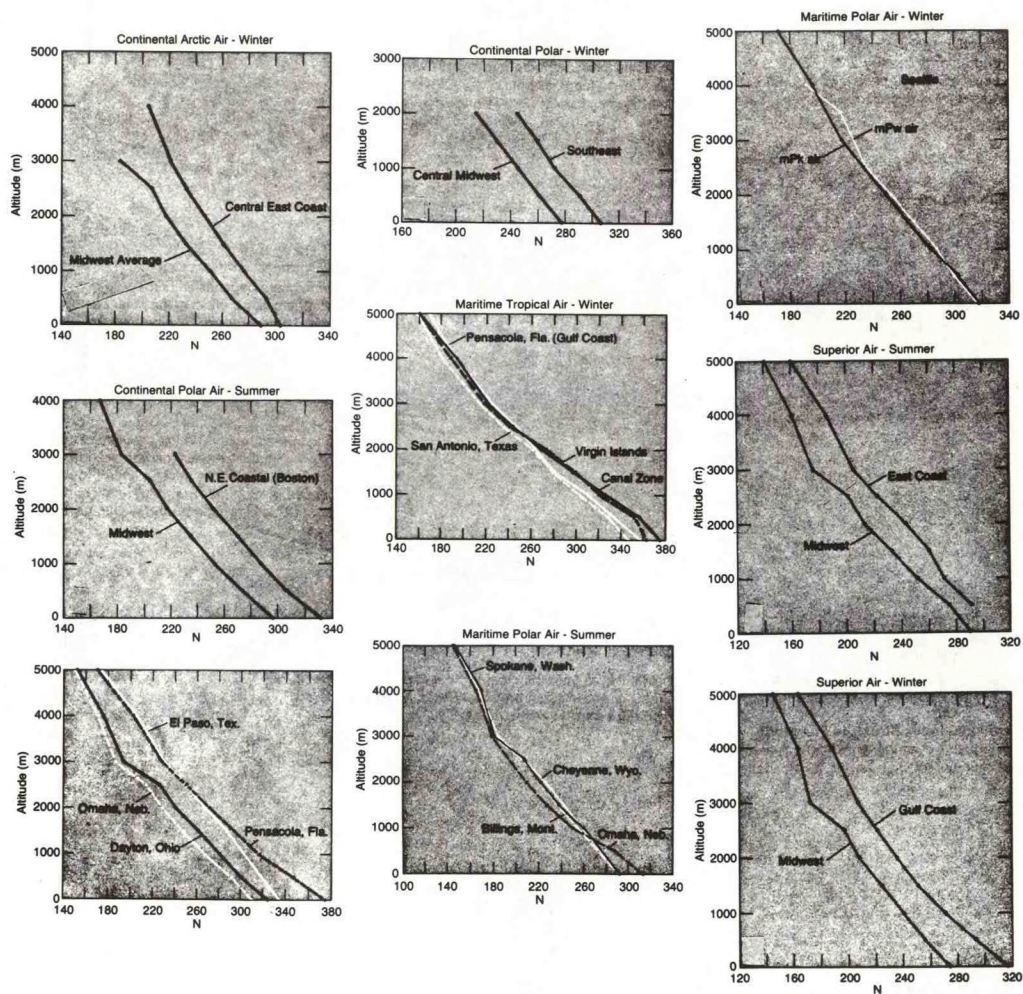 Continental Arctic Air - Winter
5000
4000
3000
2000
1000
0
Altitude (m)
Central East Coast
Midwest Average
140 180 220 260 300 340
N
Continental Polar - Winter
3000
2000
1000
0
Altitude (m)
Southeast
Central Midwest
160 200 240 280 320 360
N
Maritime Polar Air - Winter
5000
4000
3000
2000
1000
0
Altitude (m)
Seattle
mPw air
mPk air
140 180 220 260 300 340
N
Continental Polar Air - Summer
4000
3000
2000
1000
0
Altitude (m)
N.E. Coastal (Boston)
Midwest
140 180 220 260 300 340
N
Maritime Tropical Air - Winter
5000
4000
3000
2000
1000
0
Altitude (m)
Pensacola, Fla. (Gulf Coast)
San Antonio, Texas
Virgin Islands
Canal Zone
140 180 220 260 300 340 380
N
Superior Air - Summer
5000
4000
3000
2000
1000
0
Altitude (m)
East Coast
Midwest
120 160 200 240 280 320
N
5000
4000
3000
2000
1000
0
Altitude (m)
El Paso, Tex.
Omaha, Neb.
Dayton, Ohio
Pensacola, Fla.
140 180 220 260 300 340 380
N
Maritime Polar Air - Summer
5000
4000
3000
2000
1000
0
Altitude (m)
Spokane, Wash.
Cheyenne, Wyo.
Billings, Mont.
Omaha, Neb.
100 140 180 220 260 300 340
N
Superior Air - Winter
5000
4000
3000
2000
1000
0
Altitude (m)
Gulf Coast
Midwest
120 160 200 240 280 320
N